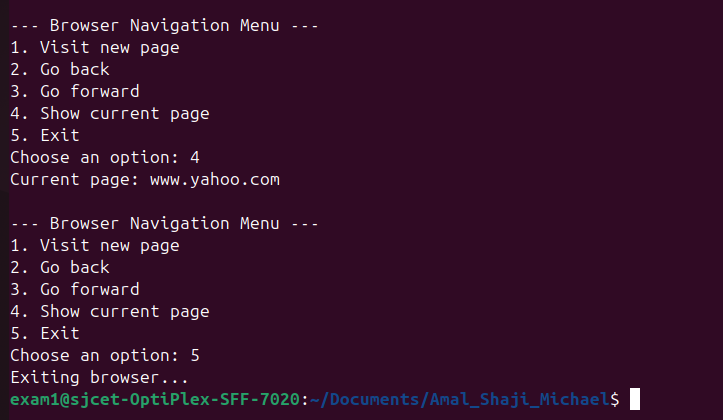 --- Browser Navigation Menu ---
1. Visit new page
2. Go back
3. Go forward
4. Show current page
5. Exit
Choose an option: 4
Current page: www.yahoo.com
--- Browser Navigation Menu ---
1. Visit new page
2. Go back
3. Go forward
4. Show current page
5. Exit
Choose an option: 5
Exiting browser...
exam1@sjcet-OptiPlex-SFF-7020:~/Documents/Amal_Shaji_Michael$